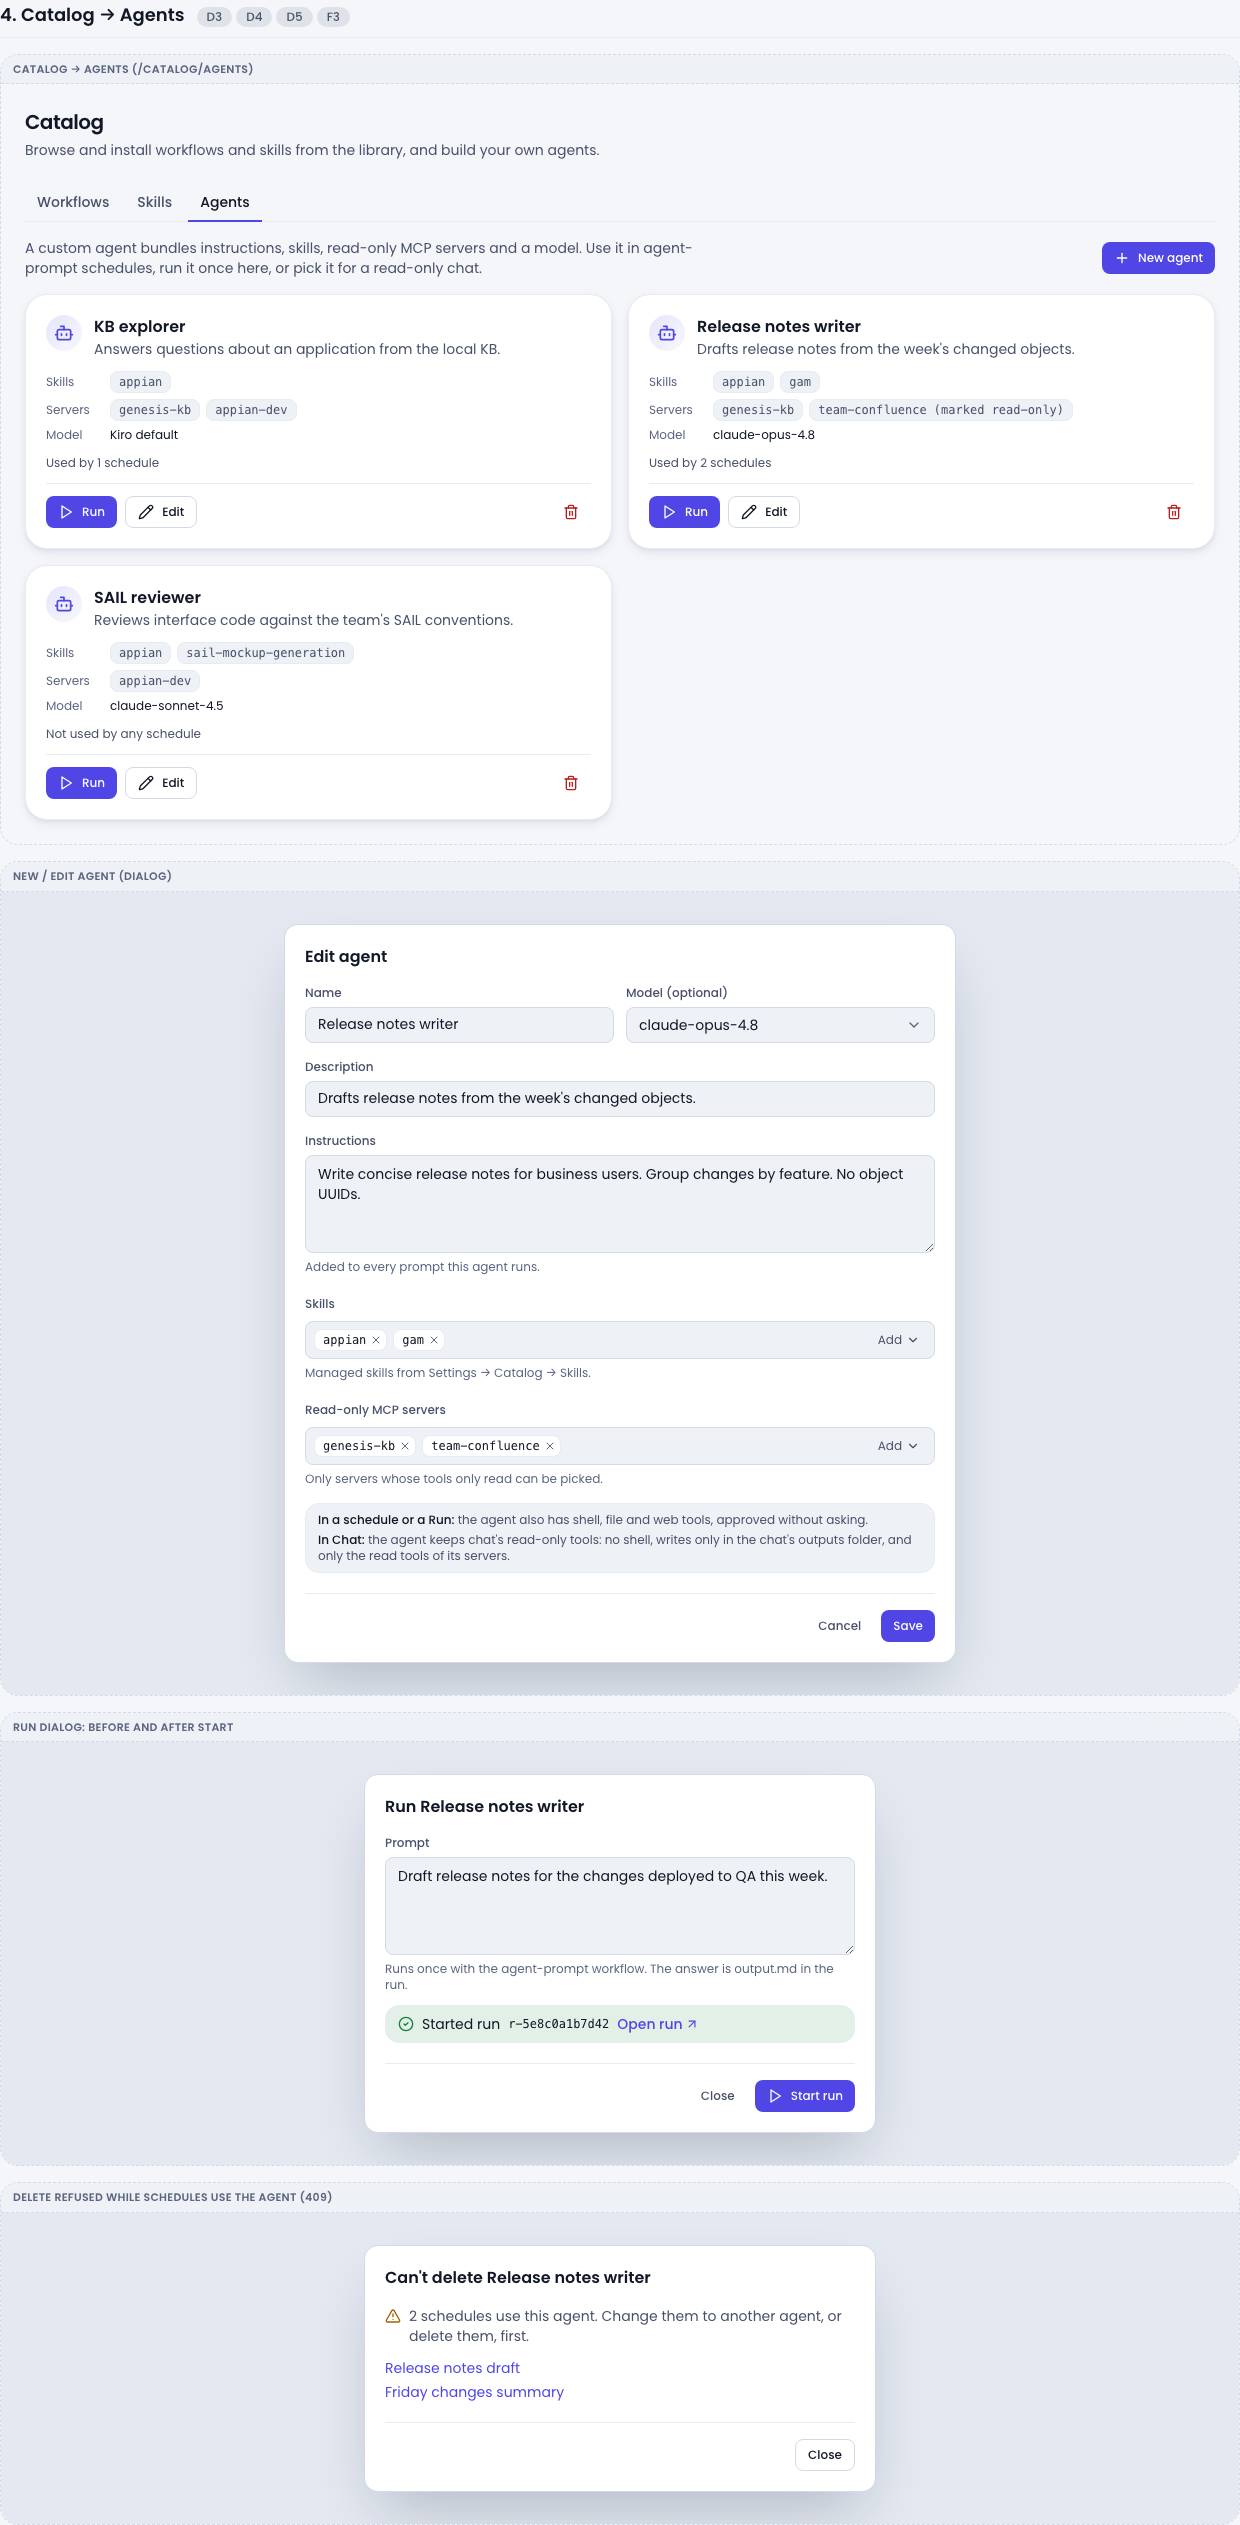 4. Catalog → Agents D3 D4 D5 F3
CATALOG → AGENTS (/CATALOG/AGENTS)
Catalog
Browse and install workflows and skills from the library, and build your own agents.
Workflows Skills Agents
A custom agent bundles instructions, skills, read-only MCP servers and a model. Use it in agent-
prompt schedules, run it once here, or pick it for a read-only chat.
New agent
KB explorer
Answers questions about an application from the local KB.
Skills appian
Servers genesis-kb appian-dev
Model Kiro default
Used by 1 schedule
Run Edit
Release notes writer
Drafts release notes from the week's changed objects.
Skills appian gam
Servers genesis-kb team-confluence (marked read-only)
Model claude-opus-4.8
Used by 2 schedules
Run Edit
SAIL reviewer
Reviews interface code against the team's SAIL conventions.
Skills appian sail-mockup-generation
Servers appian-dev
Model claude-sonnet-4.5
Not used by any schedule
Run Edit
NEW / EDIT AGENT (DIALOG)
Edit agent
Name Model (optional)
Release notes writer claude-opus-4.8
Description
Drafts release notes from the week's changed objects.
Instructions
Write concise release notes for business users. Group changes by feature. No object
UUIDs.
Added to every prompt this agent runs.
Skills
appian × gam × Add
Managed skills from Settings → Catalog → Skills.
Read-only MCP servers
genesis-kb × team-confluence × Add
Only servers whose tools only read can be picked.
In a schedule or a Run: the agent also has shell, file and web tools, approved without asking.
In Chat: the agent keeps chat's read-only tools: no shell, writes only in the chat's outputs folder, and
only the read tools of its servers.
Cancel Save
RUN DIALOG: BEFORE AND AFTER START
Run Release notes writer
Prompt
Draft release notes for the changes deployed to QA this week.
Runs once with the agent-prompt workflow. The answer is output.md in the
run.
Started run r-5e8c0a1b7d42 Open run ↗
Close Start run
DELETE REFUSED WHILE SCHEDULES USE THE AGENT (409)
Can't delete Release notes writer
2 schedules use this agent. Change them to another agent, or
delete them, first.
Release notes draft
Friday changes summary
Close